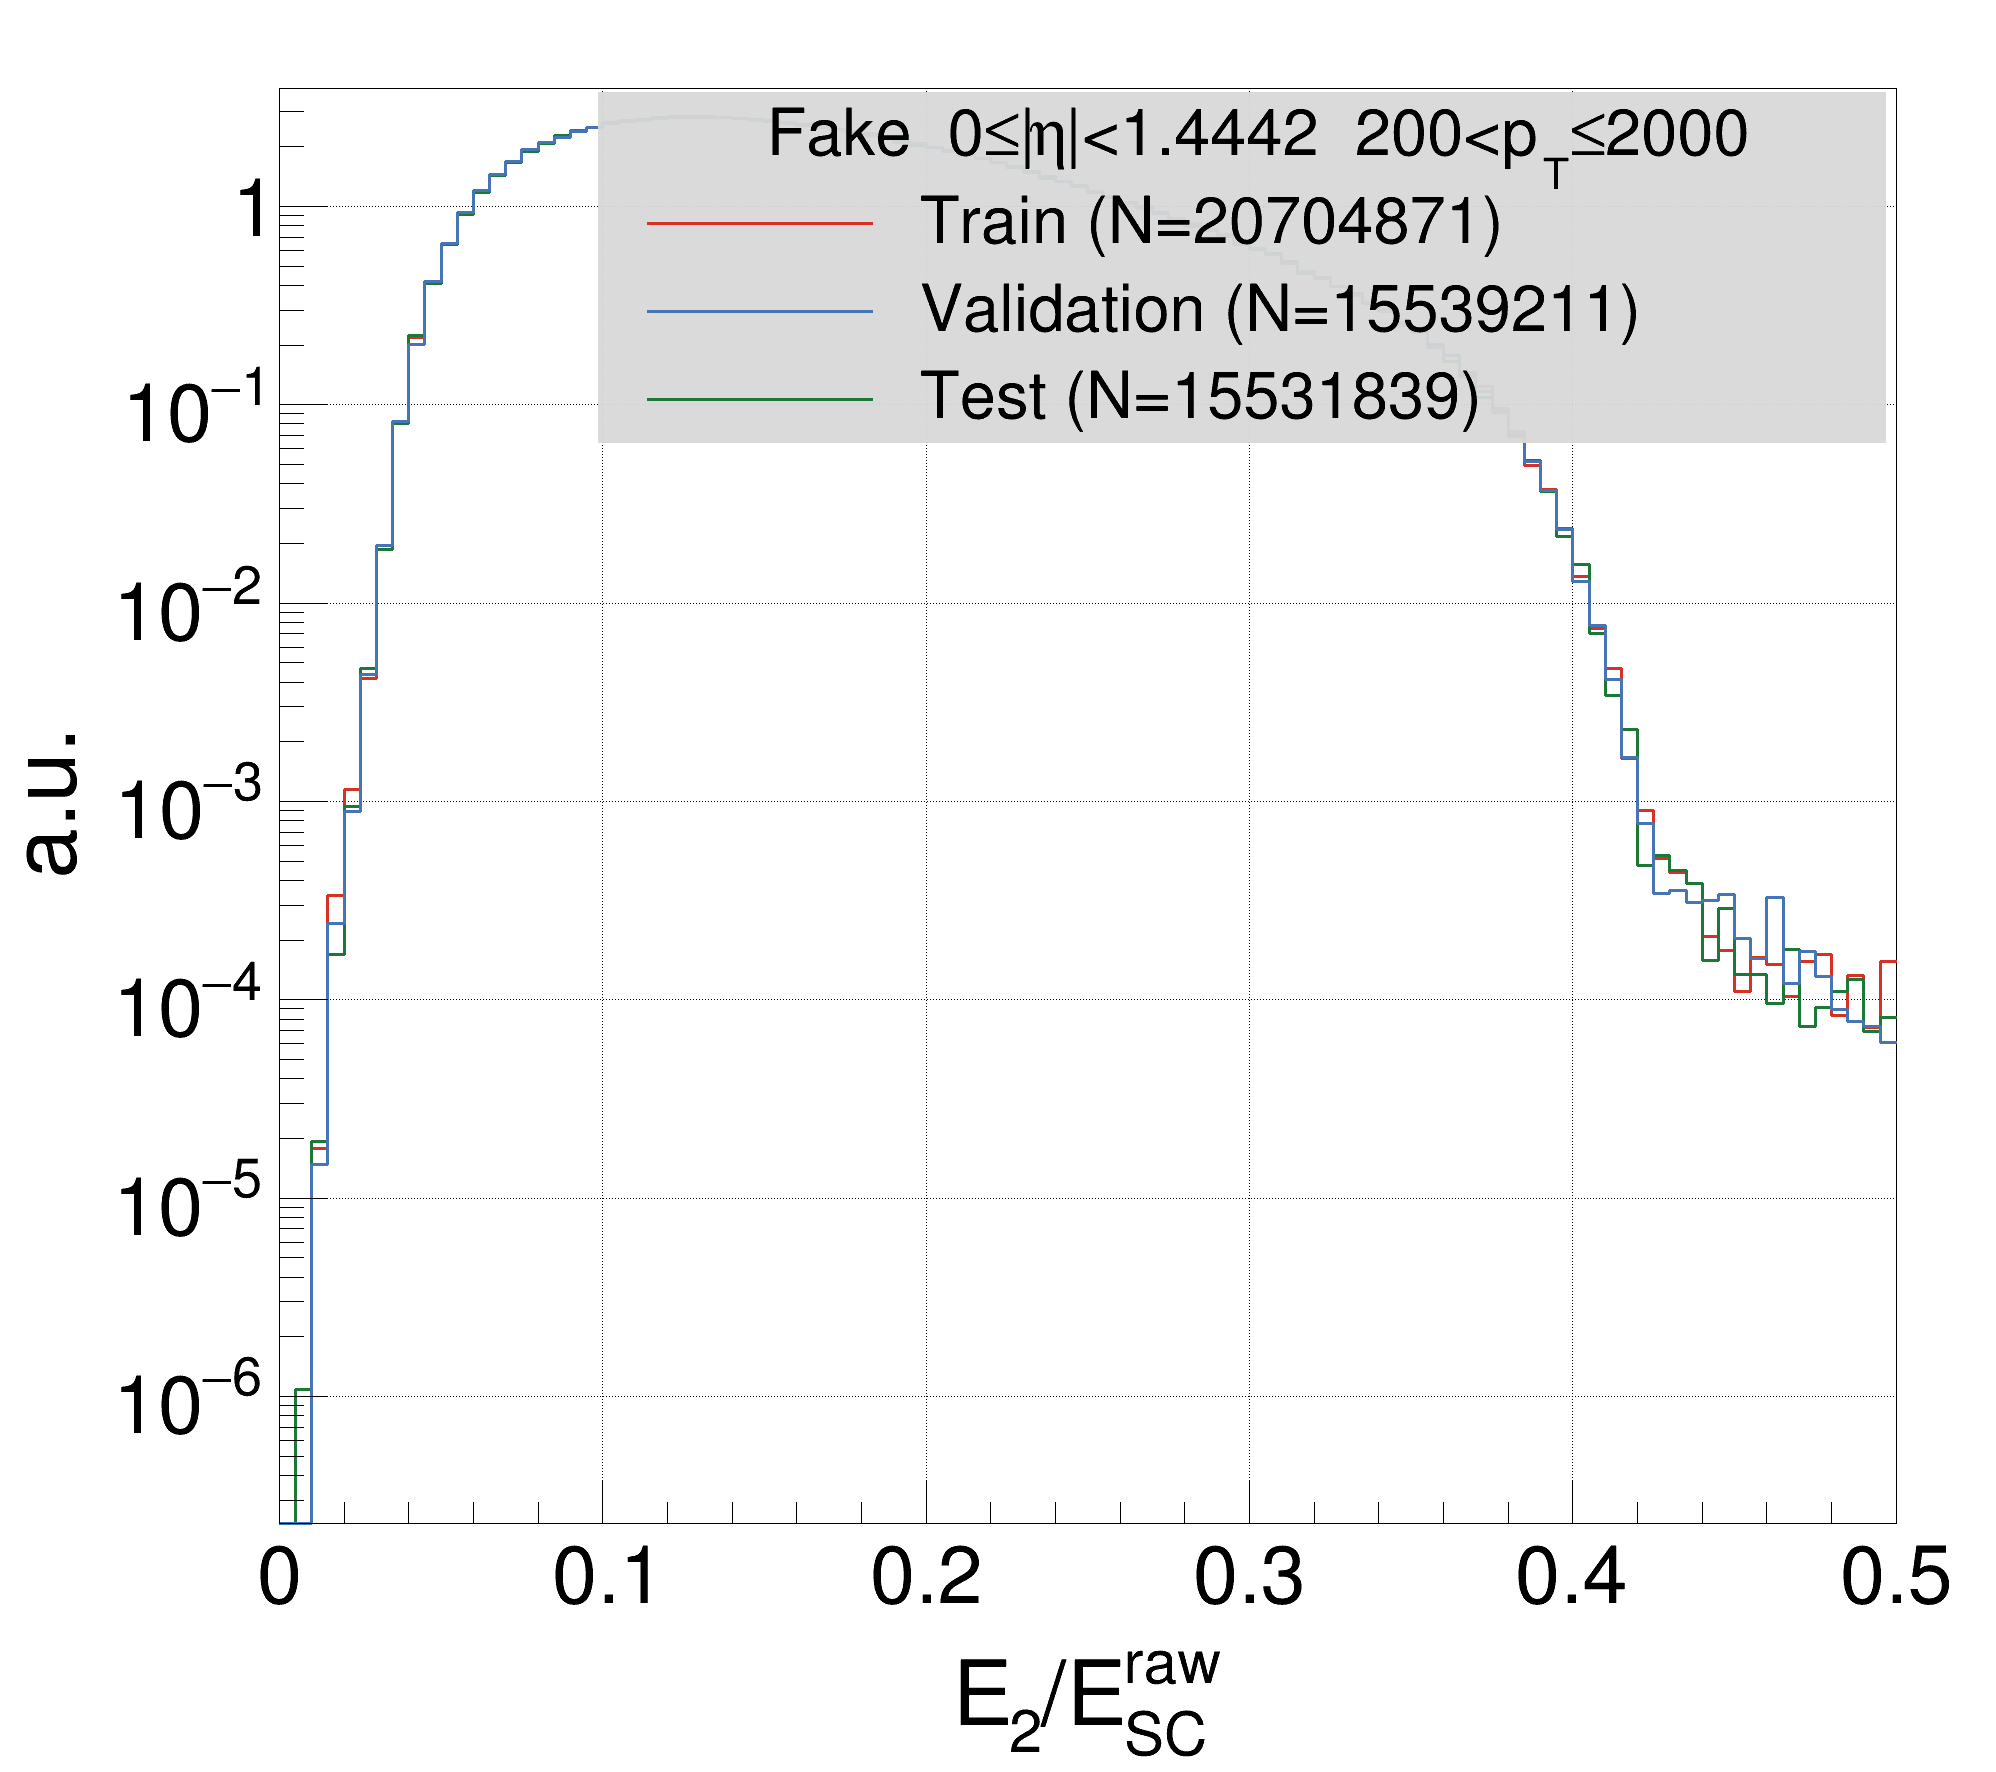 Fake 0≤|η|<1.4442 200<p_T≤2000
Train (N=20704871)
Validation (N=15539211)
Test (N=15531839)
1
10^−1
10^−2
10^−3
10^−4
10^−5
10^−6
a.u.
0 0.1 0.2 0.3 0.4 0.5
E_2/E_SC^raw